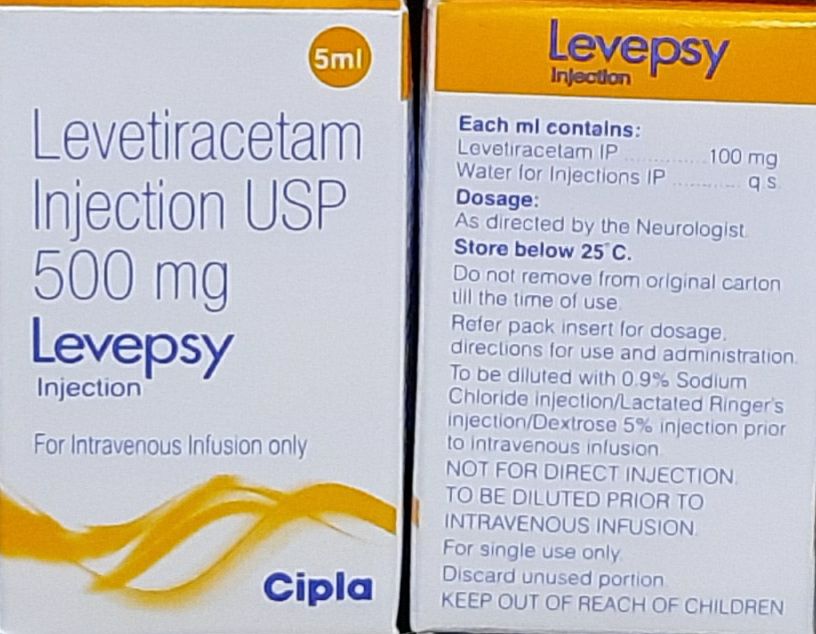 5ml
Levetiracetam
Injection USP
500 mg
Levepsy
Injection
For Intravenous Infusion only
Cipla
Levepsy
Injection
Each ml contains:
Levetiracetam IP ............. 100 mg
Water for Injections IP ........... q.s.
Dosage:
As directed by the Neurologist.
Store below 25°C.
Do not remove from original carton
till the time of use.
Refer pack insert for dosage,
directions for use and administration.
To be diluted with 0.9% Sodium
Chloride injection/Lactated Ringer's
injection/Dextrose 5% injection prior
to intravenous infusion.
NOT FOR DIRECT INJECTION.
TO BE DILUTED PRIOR TO
INTRAVENOUS INFUSION.
For single use only.
Discard unused portion.
KEEP OUT OF REACH OF CHILDREN